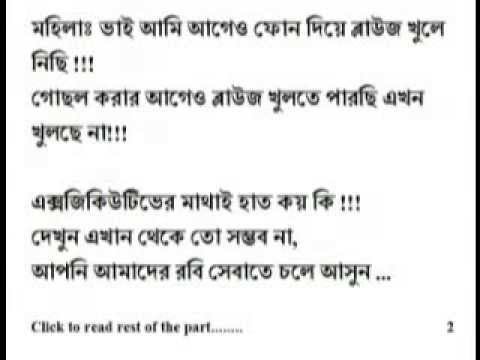 মহিলাঃ ভাই আমি আগেও ফোন দিয়ে ব্লাউজ খুলে
নিছি !!!
গোছল করার আগেও ব্লাউজ খুলতে পারছি এখন
খুলছে না!!!
এক্সজিকিউটিভের মাথাই হাত কয় কি !!!
দেখুন এখান থেকে তো সম্ভব না,
আপনি আমাদের রবি সেবাতে চলে আসুন ...
Click to read rest of the part........ 2